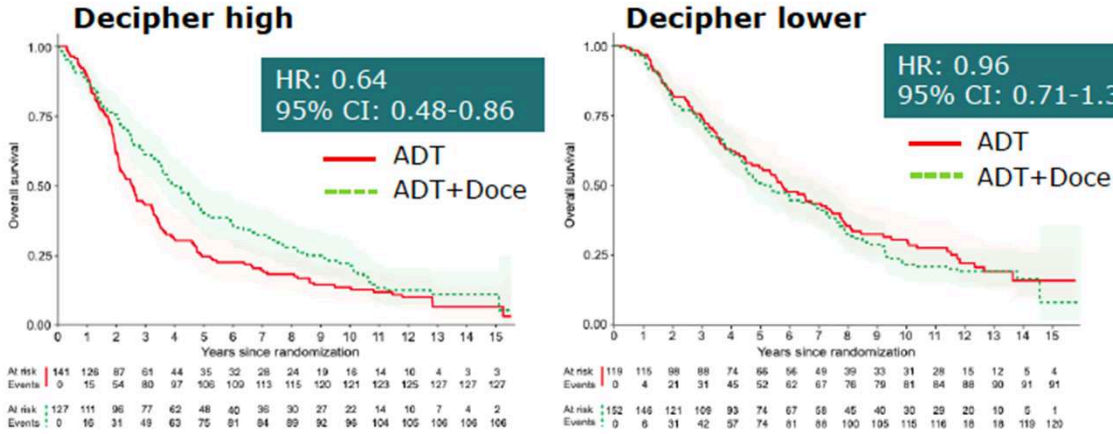 Decipher high
Decipher lower
HR: 0.64
95% CI: 0.48-0.86
ADT
ADT+Doce
Overall survival
1.00
0.75
0.50
0.25
0.00
0 1 2 3 4 5 6 7 8 9 10 11 12 13 14 15
Years since randomization
At risk 141 126 87 61 44 35 32 28 24 19 16 14 10 4 3 3
Events 0 15 54 80 97 106 109 113 115 120 121 123 125 127 127 127
At risk 127 111 96 77 62 48 40 36 30 27 22 14 10 7 4 2
Events 0 16 31 49 63 75 81 84 89 92 96 104 105 106 106 106
HR: 0.96
95% CI: 0.71-1.3
ADT
ADT+Doce
Overall survival
1.00
0.75
0.50
0.25
0.00
0 1 2 3 4 5 6 7 8 9 10 11 12 13 14 15
Years since randomization
At risk 119 115 98 88 74 66 56 49 39 33 31 28 15 12 5 4
Events 0 4 21 31 45 52 62 67 76 79 81 84 88 90 91 91
At risk 152 146 121 109 93 74 67 58 45 40 30 29 20 10 5 1
Events 0 6 31 42 57 74 81 88 100 105 115 116 18 18 119 120